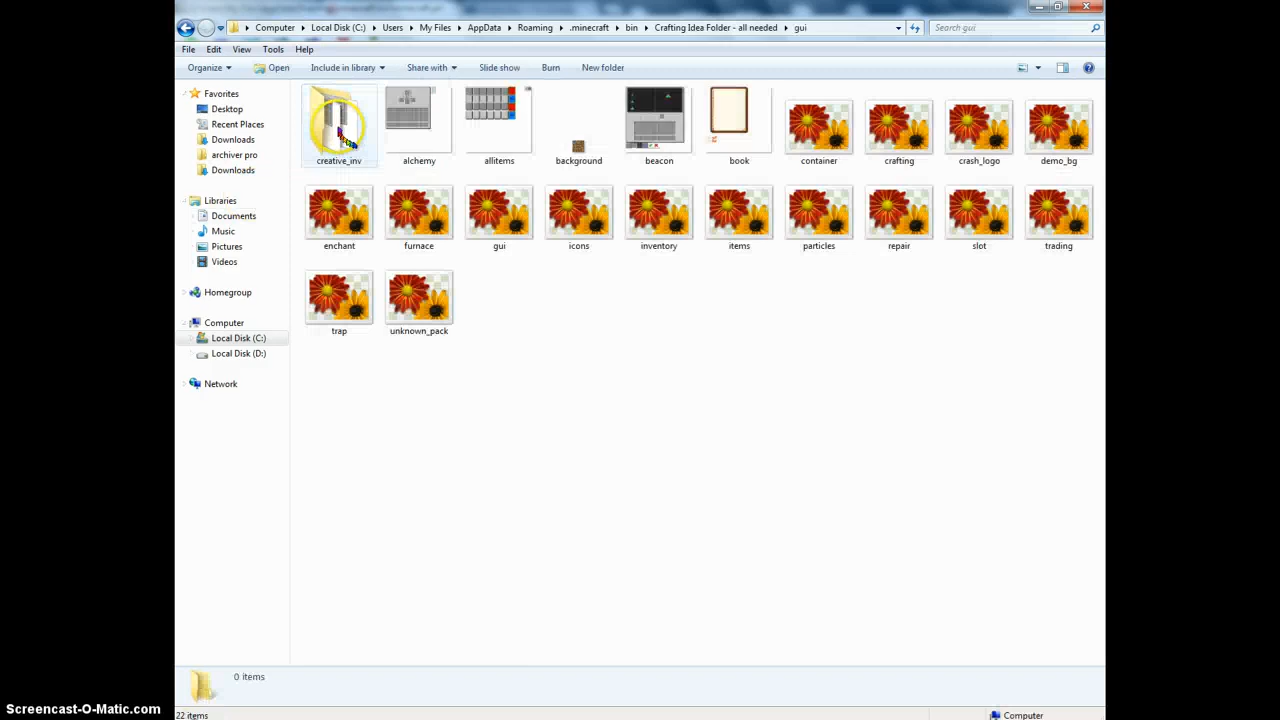 Computer Local Disk (C:) Users My Files AppData Roaming .minecraft bin Crafting Idea Folder - all needed gui Search gui
File Edit View Tools Help
Organize Open Include in library Share with Slide show Burn New folder
Favorites
Desktop
Recent Places
Downloads
archiver pro
Downloads
Libraries
Documents
Music
Pictures
Videos
Homegroup
Computer
Local Disk (C:)
Local Disk (D:)
Network
creative_inv alchemy allitems background beacon book container crafting crash_logo demo_bg
enchant furnace gui icons inventory items particles repair slot trading
trap unknown_pack
0 items
22 items Computer
Screencast-O-Matic.com